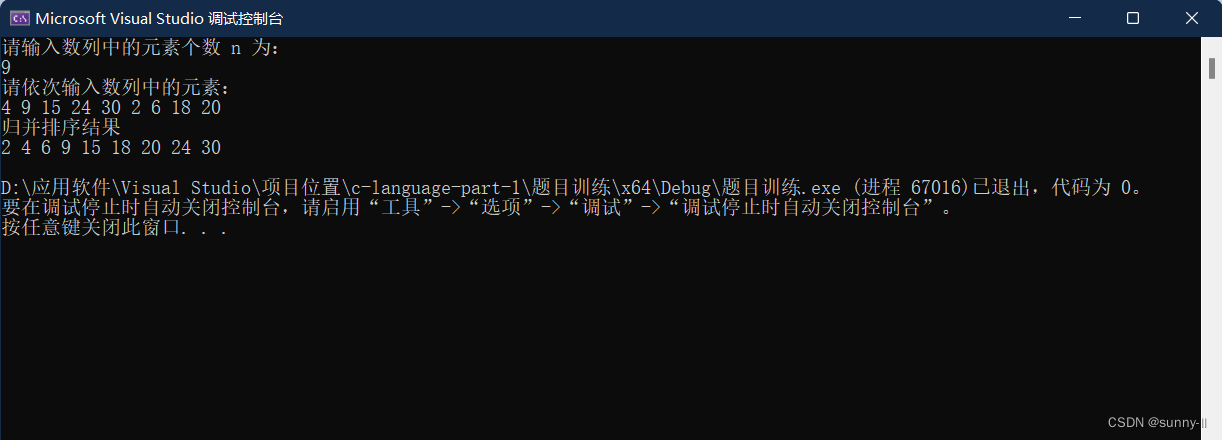 Microsoft Visual Studio 调试控制台
请输入数列中的元素个数 n 为：
9
请依次输入数列中的元素：
4 9 15 24 30 2 6 18 20
归并排序结果
2 4 6 9 15 18 20 24 30
D:\应用软件\Visual Studio\项目位置\c-language-part-1\题目训练\x64\Debug\题目训练.exe (进程 67016)已退出，代码为 0。
要在调试停止时自动关闭控制台，请启用“工具”->“选项”->“调试”->“调试停止时自动关闭控制台”。
按任意键关闭此窗口. . .
CSDN @sunny-ll